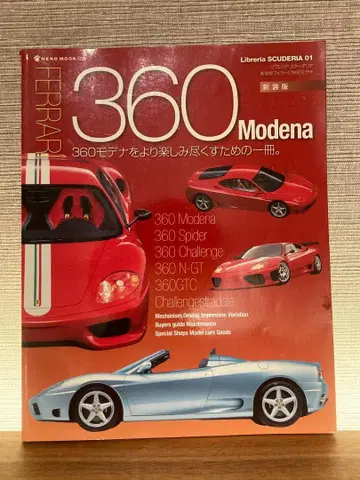 NEKO MOOK
Libreria SCUDERIA 01
新装版
FERRARI
360
Modena
360モデナをより楽しみ尽くすための一冊。
360 Modena
360 Spider
360 Challenge
360 N-GT
360GTC
Challengestradale
Mechanism Driving Impression Variation
Buyers guide Maintenance
Special Shops Model cars Goods